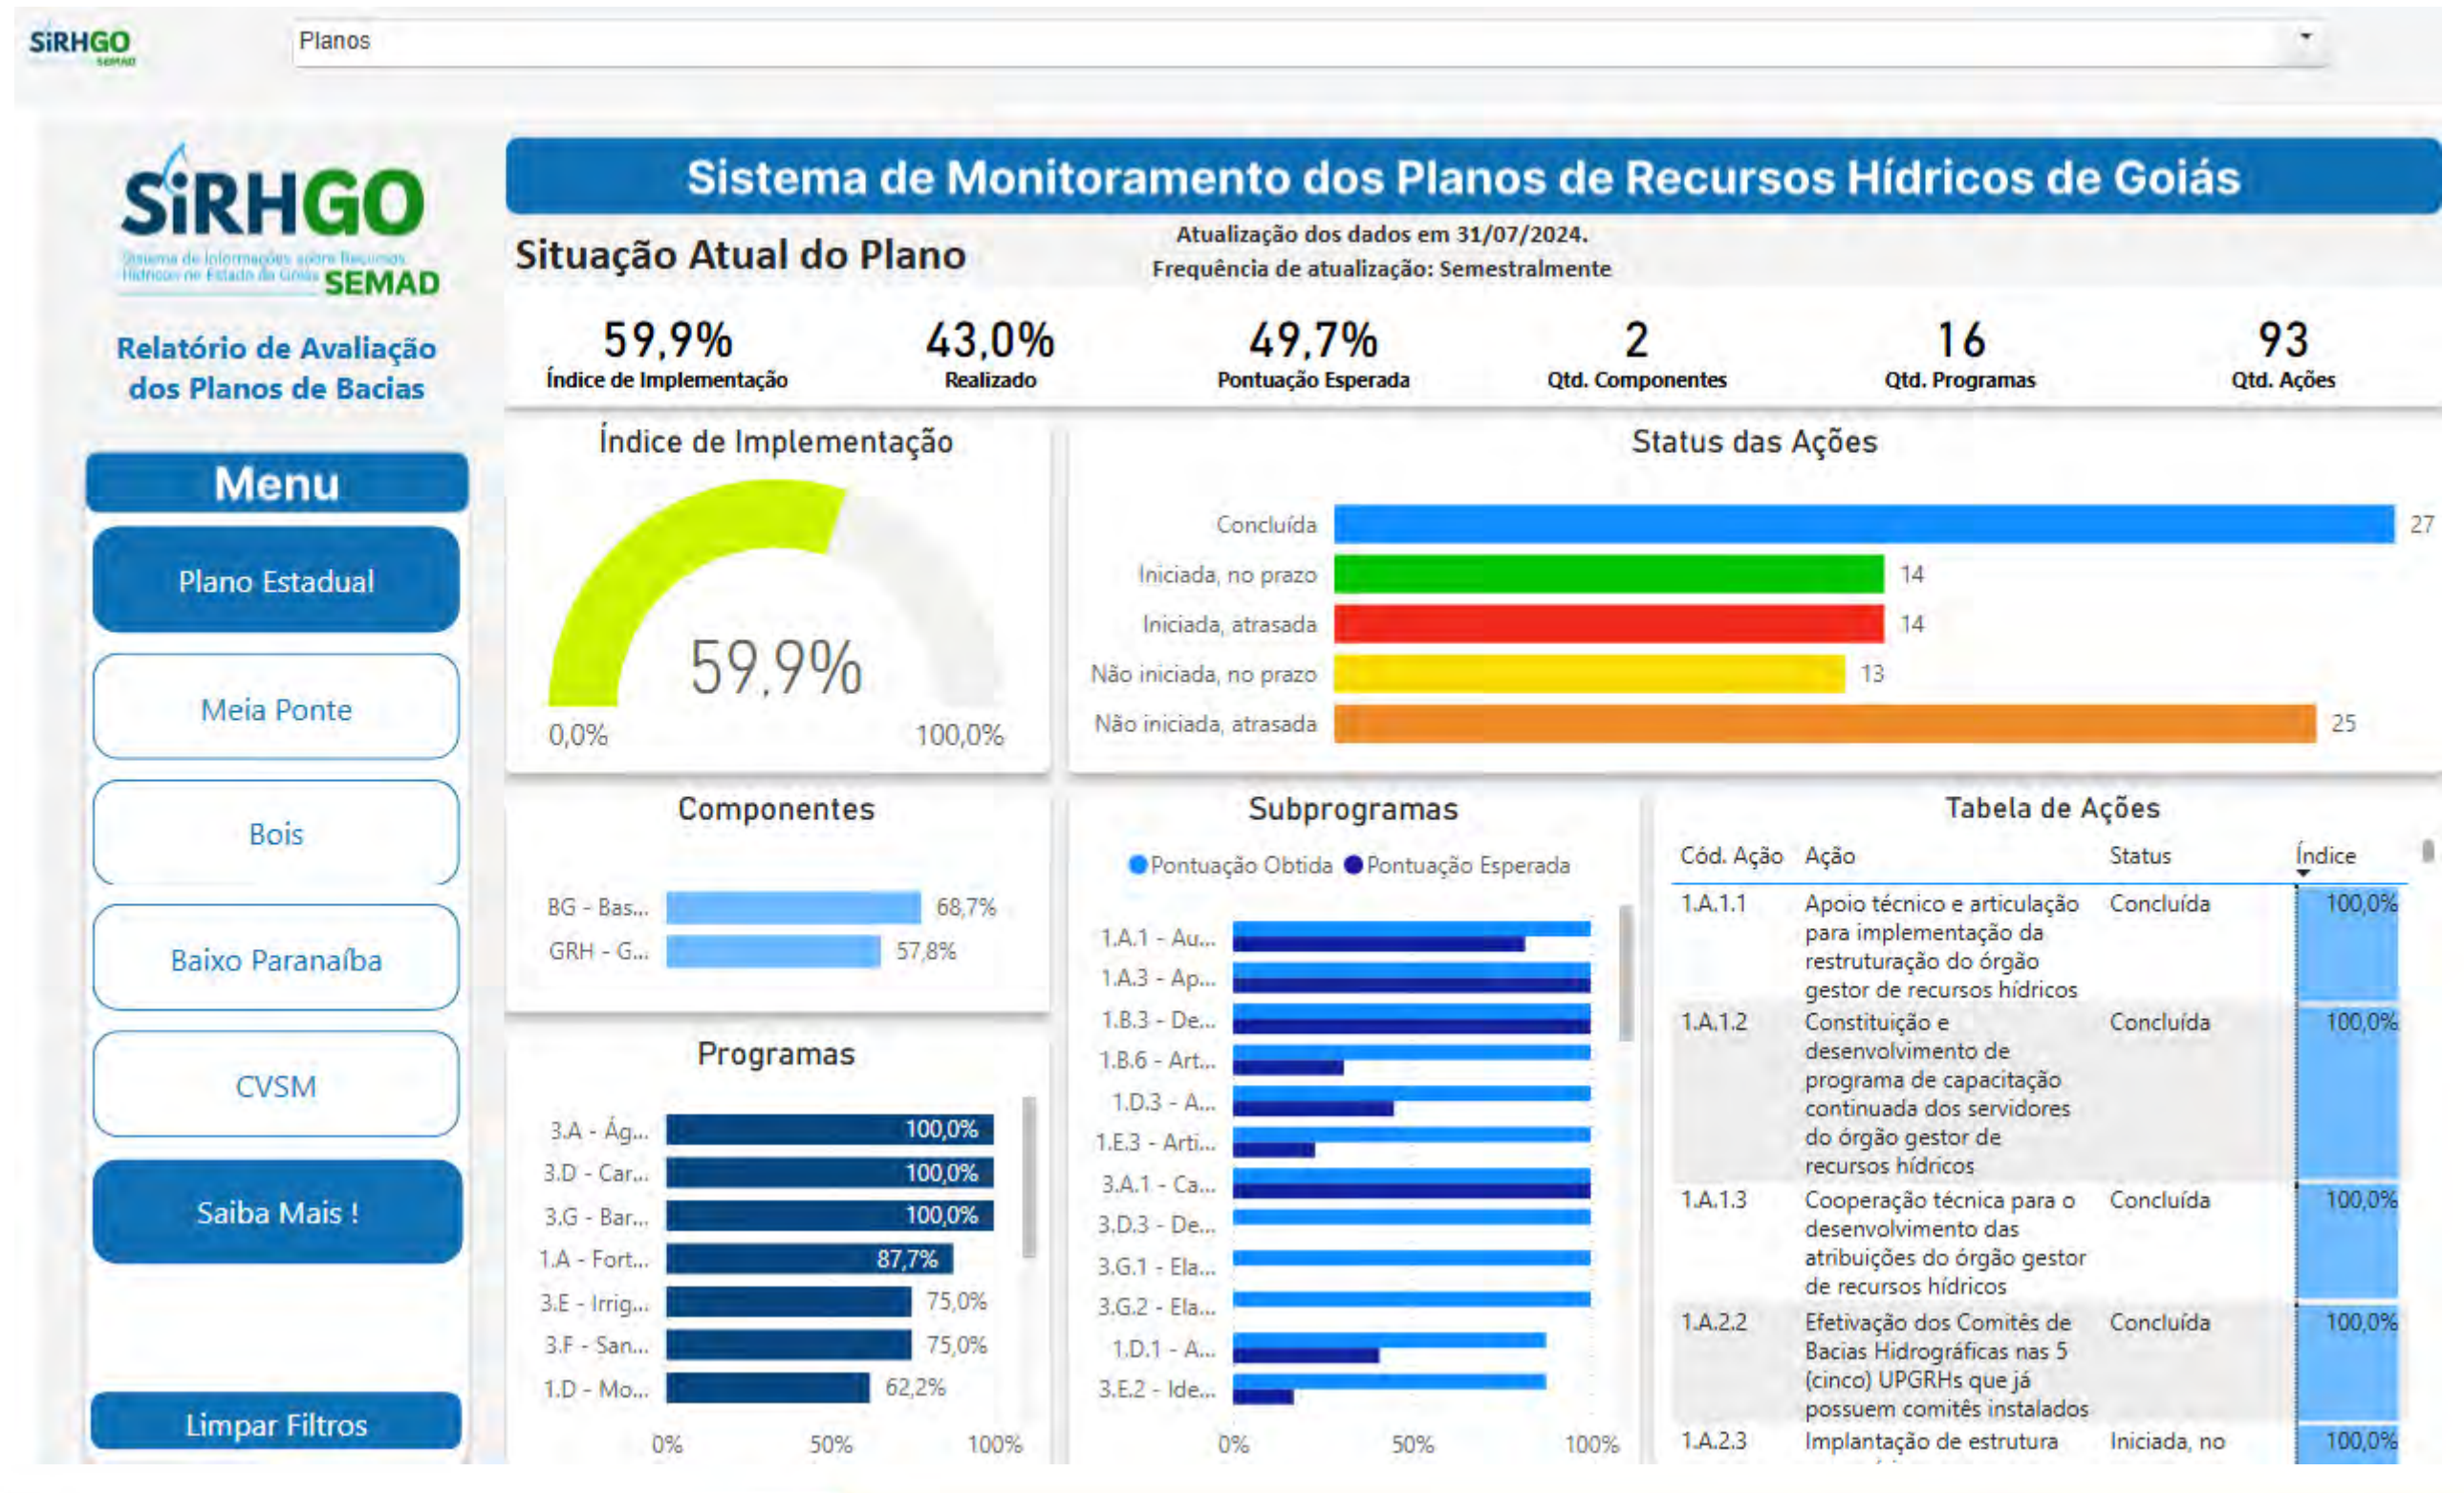 SiRHGO
SEMAD
Planos
SiRHGO
Sistema de Informações sobre Recursos
Hídricos do Estado de Goiás
SEMAD
Relatório de Avaliação
dos Planos de Bacias
Menu
Plano Estadual
Meia Ponte
Bois
Baixo Paranaíba
CVSM
Saiba Mais !
Limpar Filtros
Sistema de Monitoramento dos Planos de Recursos Hídricos de Goiás
Situação Atual do Plano
Atualização dos dados em 31/07/2024.
Frequência de atualização: Semestralmente
59,9%
Índice de Implementação
43,0%
Realizado
49,7%
Pontuação Esperada
2
Qtd. Componentes
16
Qtd. Programas
93
Qtd. Ações
Índice de Implementação
59,9%
0,0%
100,0%
Status das Ações
Concluída 27
Iniciada, no prazo 14
Iniciada, atrasada 14
Não iniciada, no prazo 13
Não iniciada, atrasada 25
Componentes
BG - Bas... 68,7%
GRH - G... 57,8%
Programas
3.A - Ág... 100,0%
3.D - Car... 100,0%
3.G - Bar... 100,0%
1.A - Fort... 87,7%
3.E - Irrig... 75,0%
3.F - San... 75,0%
1.D - Mo... 62,2%
0% 50% 100%
Subprogramas
Pontuação Obtida Pontuação Esperada
1.A.1 - Au...
1.A.3 - Ap...
1.B.3 - De...
1.B.6 - Art...
1.D.3 - A...
1.E.3 - Arti...
3.A.1 - Ca...
3.D.3 - De...
3.G.1 - Ela...
3.G.2 - Ela...
1.D.1 - A...
3.E.2 - Ide...
0% 50% 100%
Tabela de Ações
Cód. Ação Ação Status Índice
1.A.1.1 Apoio técnico e articulação Concluída 100,0%
para implementação da
restruturação do órgão
gestor de recursos hídricos
1.A.1.2 Constituição e Concluída 100,0%
desenvolvimento de
programa de capacitação
continuada dos servidores
do órgão gestor de
recursos hídricos
1.A.1.3 Cooperação técnica para o Concluída 100,0%
desenvolvimento das
atribuições do órgão gestor
de recursos hídricos
1.A.2.2 Efetivação dos Comitês de Concluída 100,0%
Bacias Hidrográficas nas 5
(cinco) UPGRHs que já
possuem comitês instalados
1.A.2.3 Implantação de estrutura Iniciada, no 100,0%